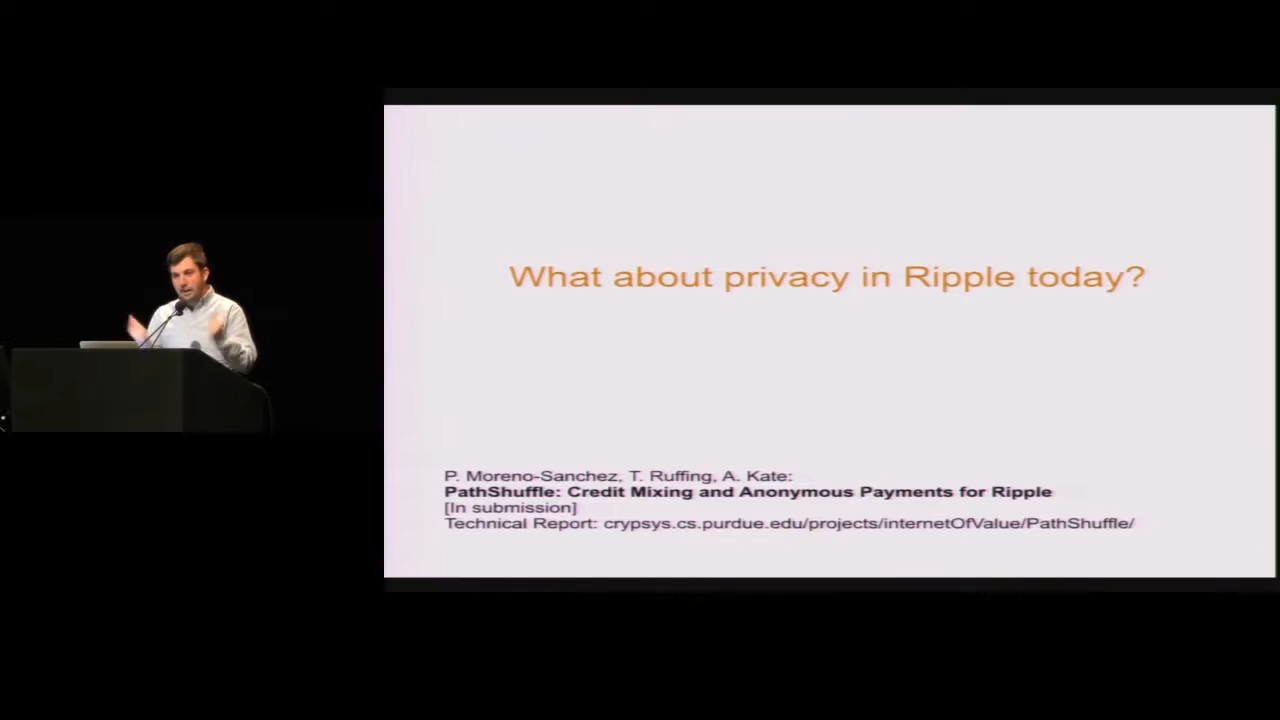 What about privacy in Ripple today?
P. Moreno-Sanchez, T. Ruffing, A. Kate:
PathShuffle: Credit Mixing and Anonymous Payments for Ripple
[In submission]
Technical Report: crypsys.cs.purdue.edu/projects/internetOfValue/PathShuffle/